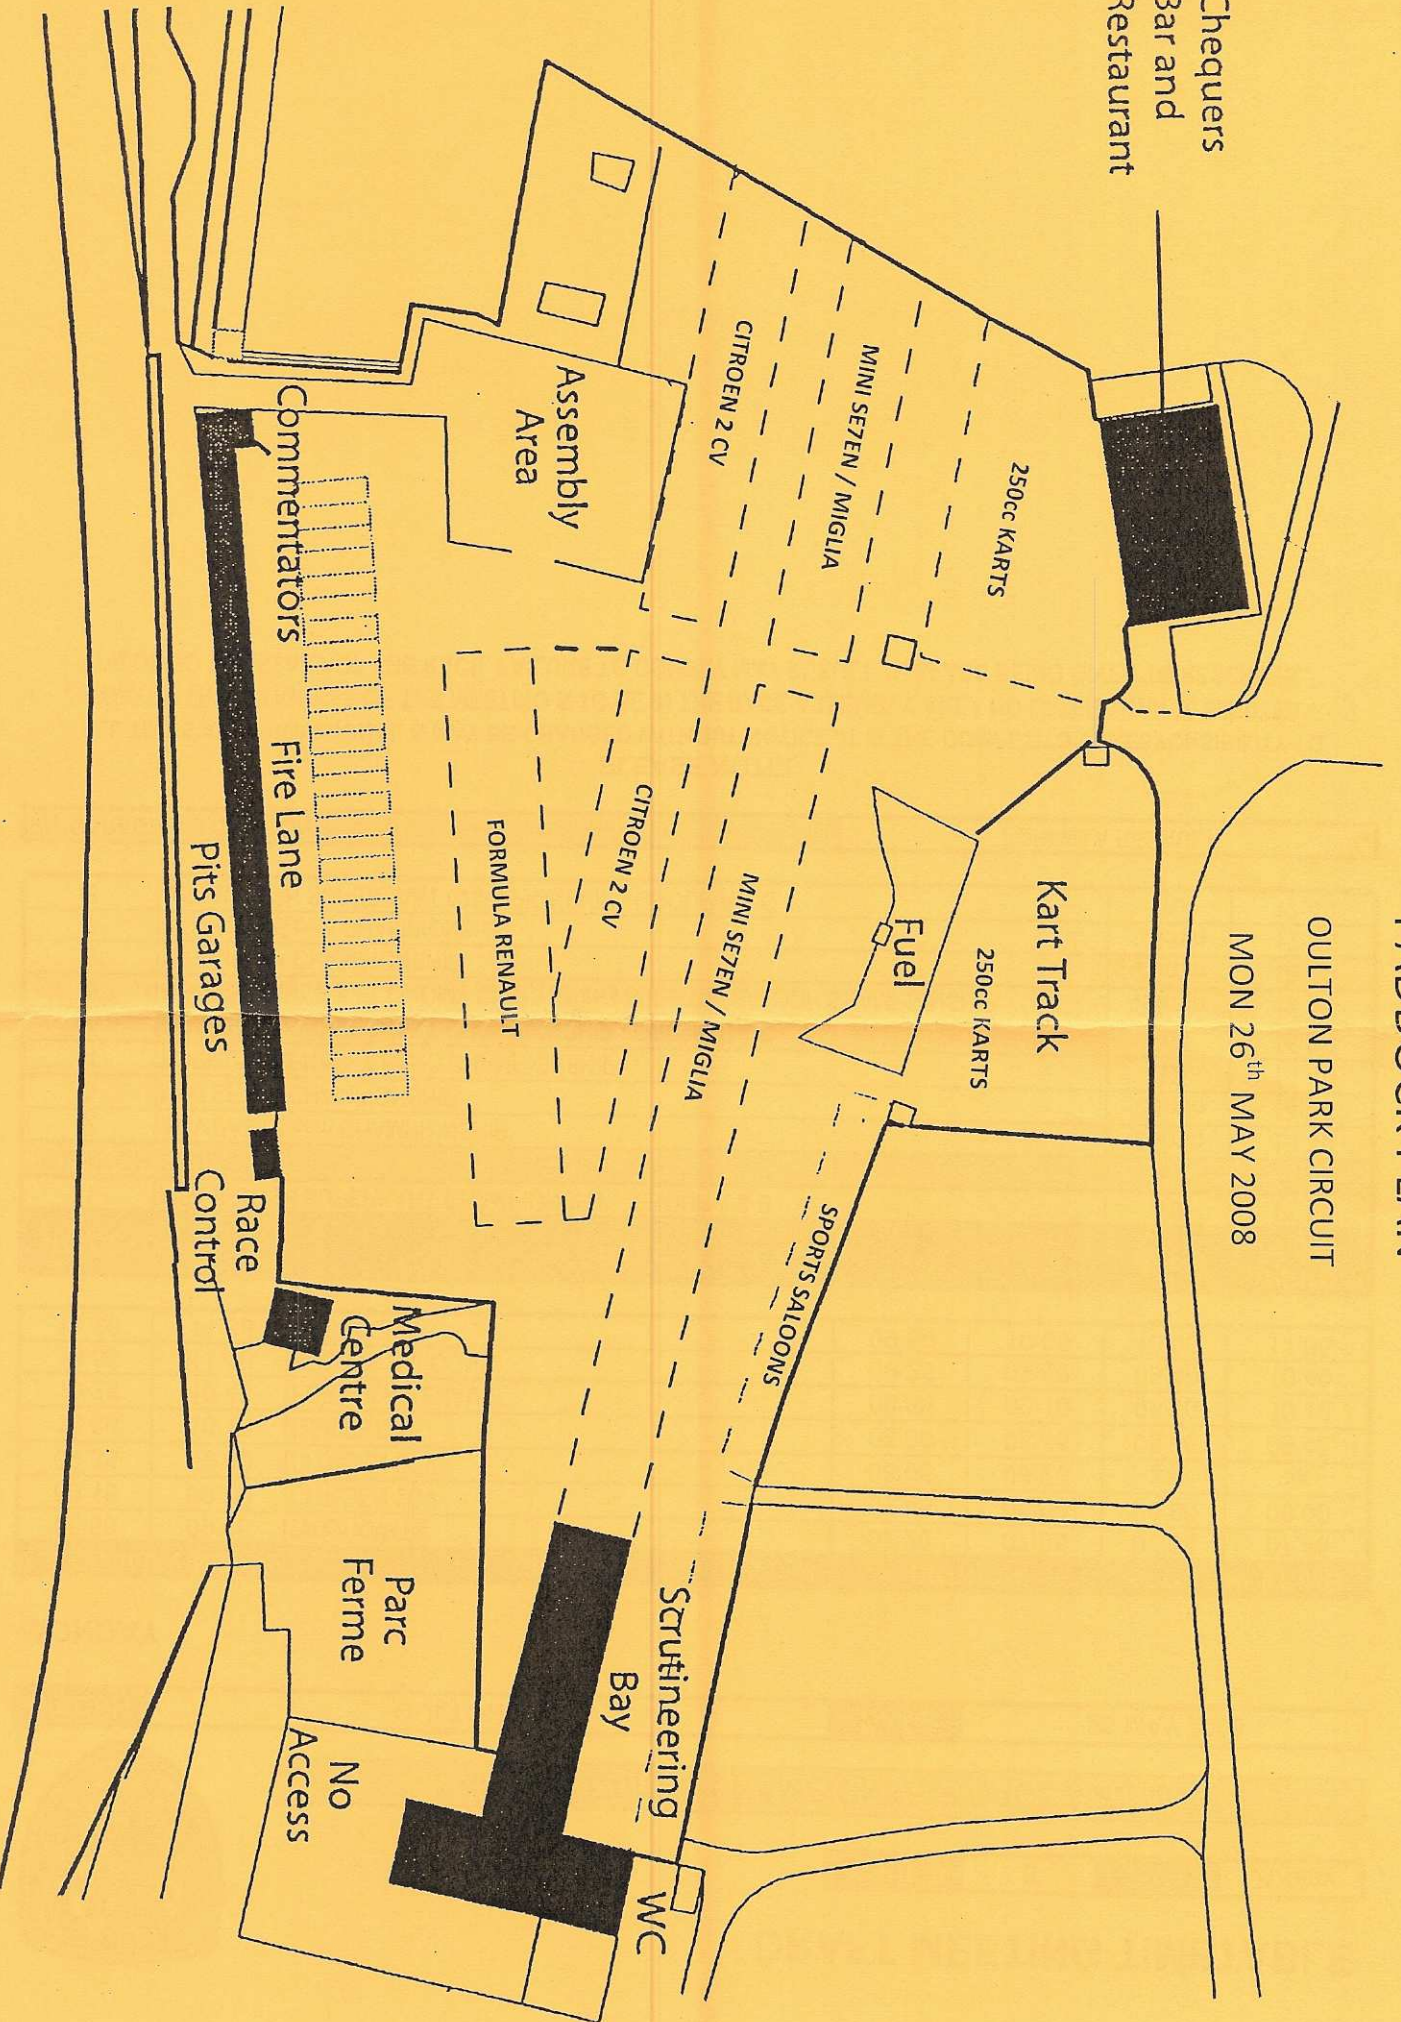 PADDOCK PLAN
OULTON PARK CIRCUIT
MON 26th MAY 2008
Chequers
Bar and
Restaurant
250cc KARTS
MINI SE7EN / MIGLIA
CITROEN 2 CV
Assembly
Area
Kart Track
250cc KARTS
Fuel
SPORTS SALOONS
MINI SE7EN / MIGLIA
CITROEN 2 CV
FORMULA RENAULT
Commentators
Fire Lane
Pits Garages
Race
Control
Medical
Centre
Parc
Ferme
No
Access
Scrutineering
Bay
WC